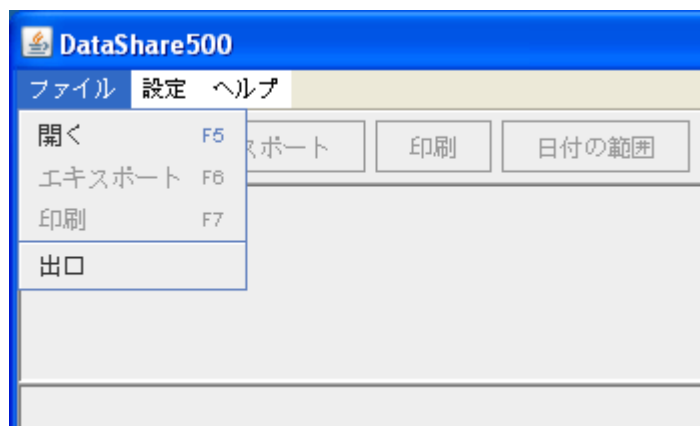 DataShare500
ファイル 設定 ヘルプ
開く F5 スポート 印刷 日付の範囲
エキスポート F6
印刷 F7
出口